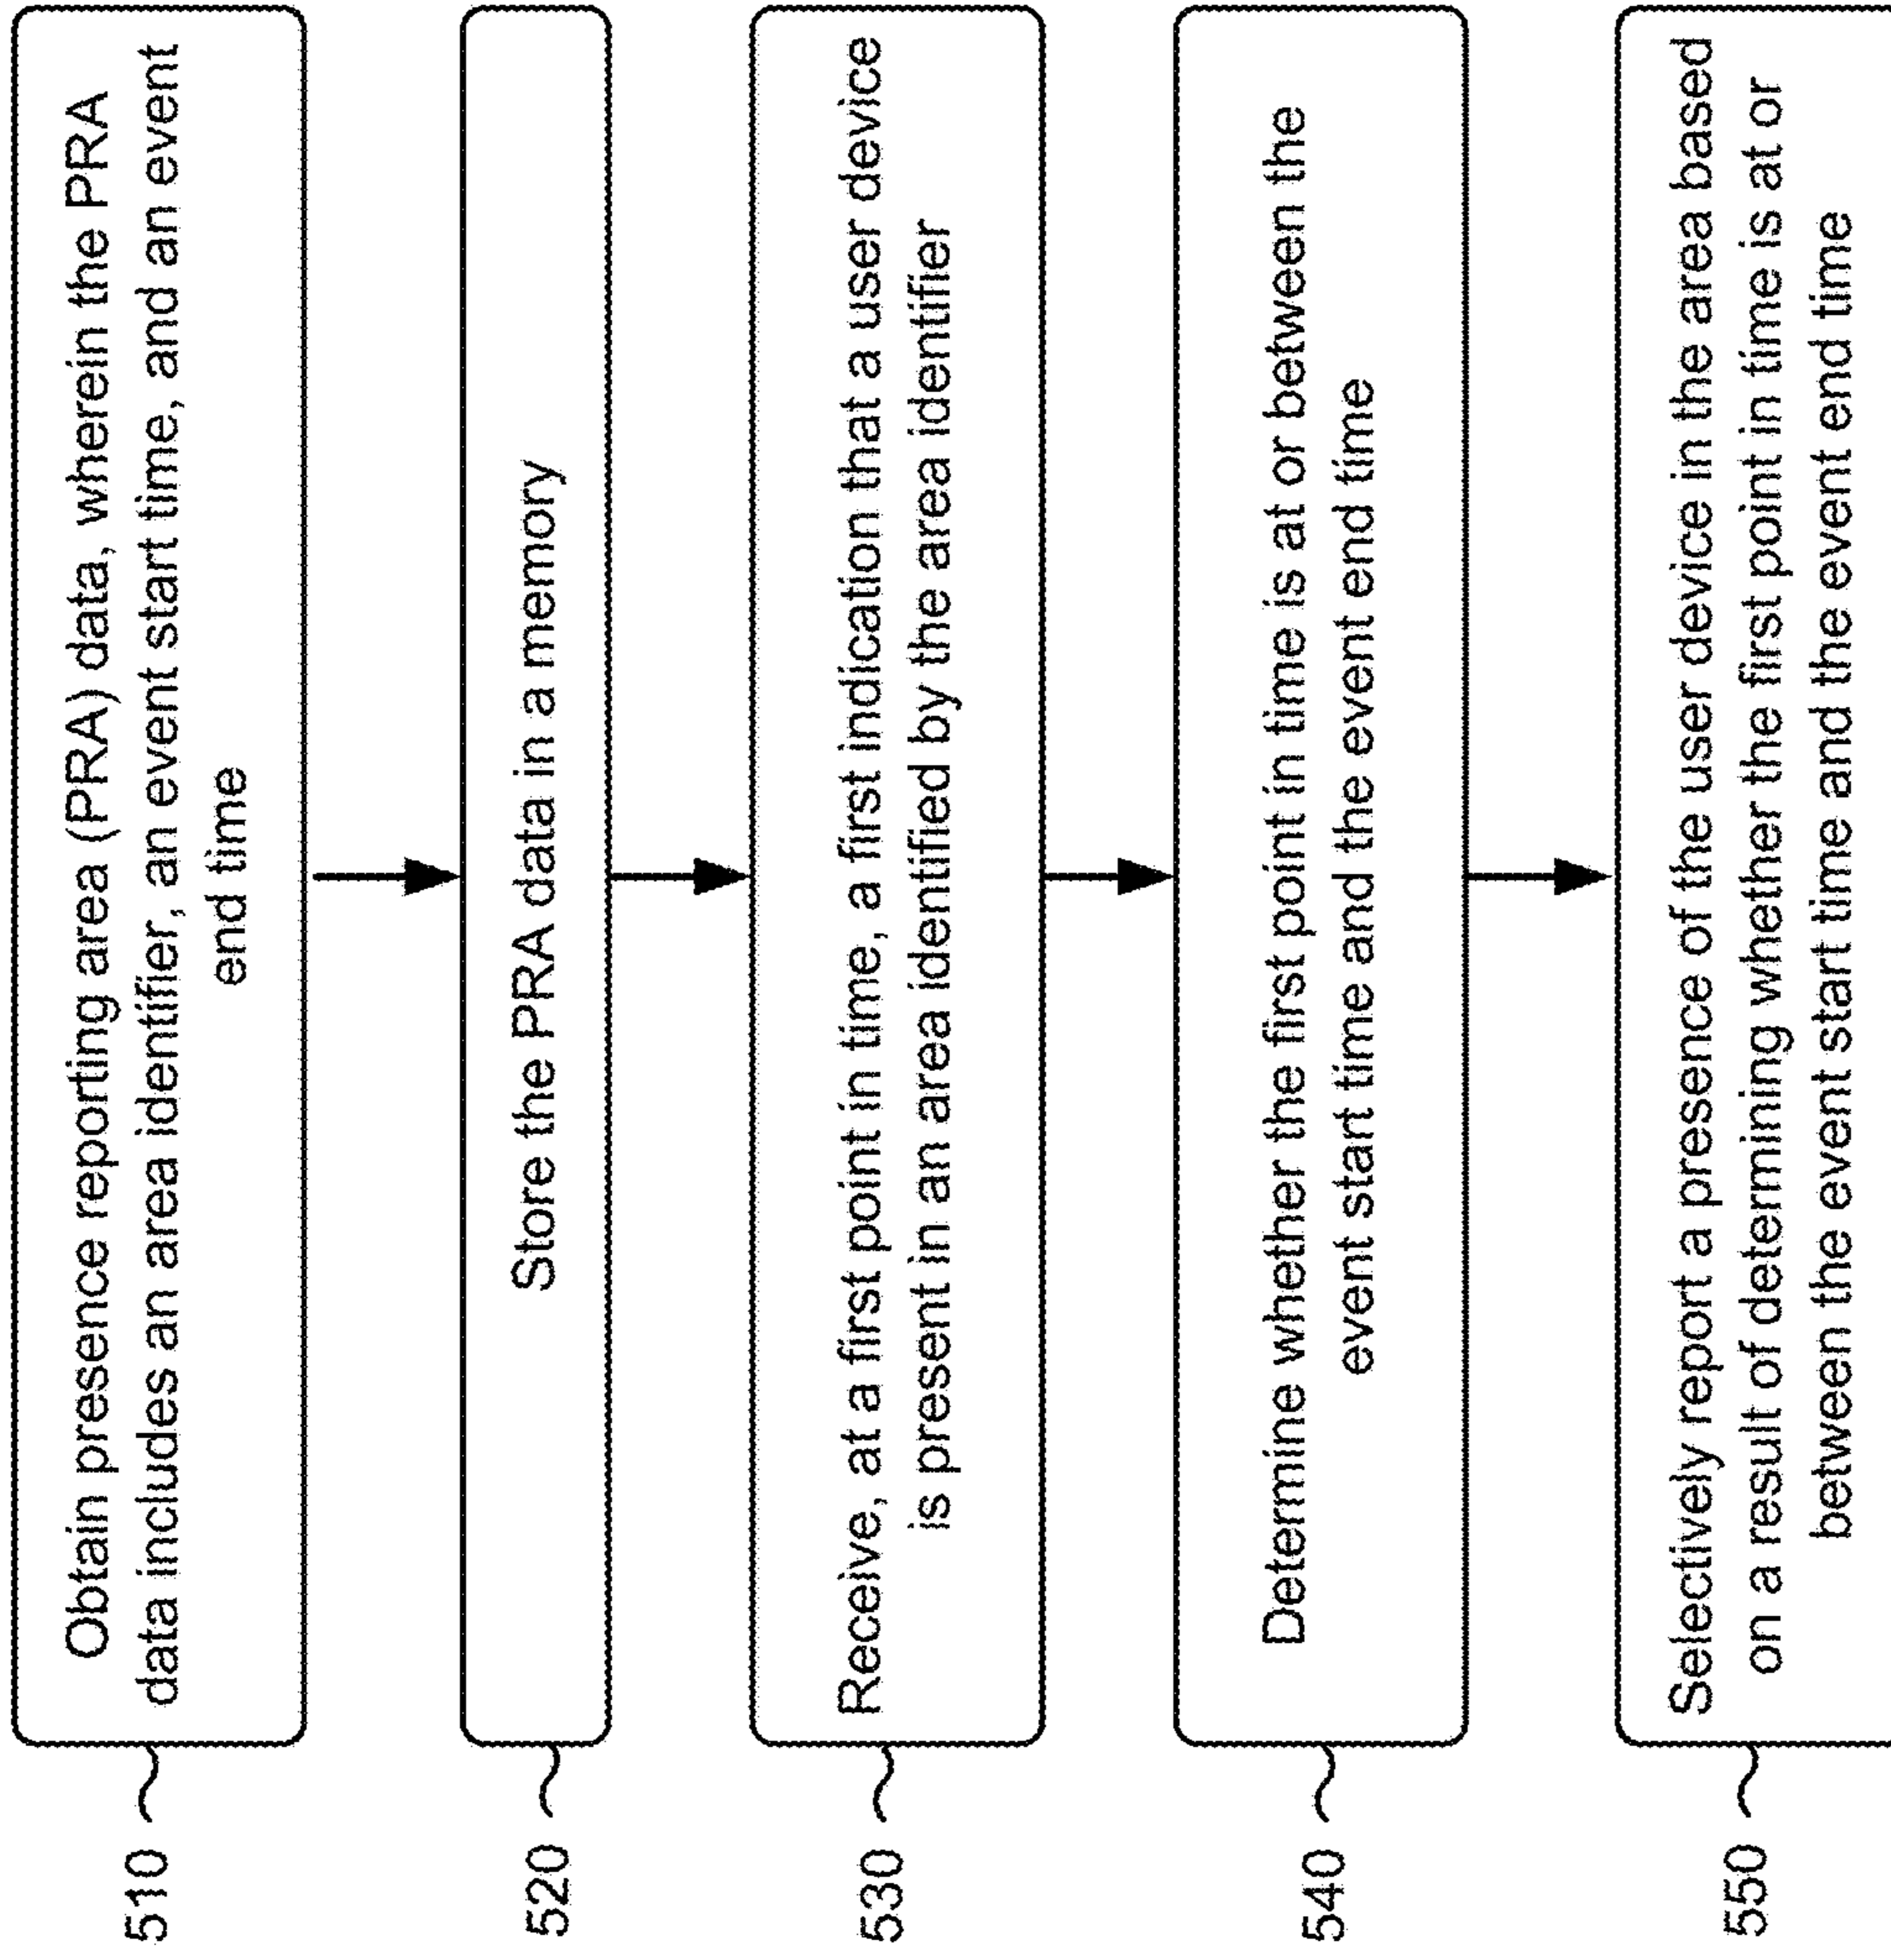 510
Obtain presence reporting area (PRA) data, wherein the PRA
data includes an area identifier, an event start time, and an event
end time
520
Store the PRA data in a memory
530
Receive, at a first point in time, a first indication that a user device
is present in an area identified by the area identifier
540
Determine whether the first point in time is at or between the
event start time and the event end time
550
Selectively report a presence of the user device in the area based
on a result of determining whether the first point in time is at or
between the event start time and the event end time